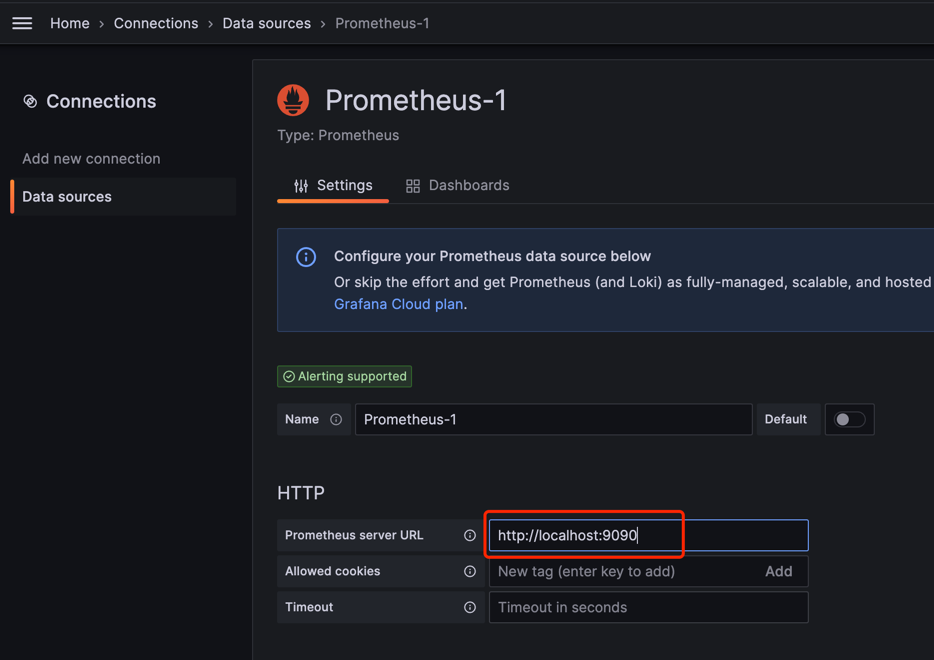 Home › Connections › Data sources › Prometheus-1
Connections
Add new connection
Data sources
Prometheus-1
Type: Prometheus
Settings
Dashboards
Configure your Prometheus data source below
Or skip the effort and get Prometheus (and Loki) as fully-managed, scalable, and hosted
Grafana Cloud plan.
Alerting supported
Name
Prometheus-1
Default
HTTP
Prometheus server URL
http://localhost:9090
Allowed cookies
New tag (enter key to add)
Add
Timeout
Timeout in seconds